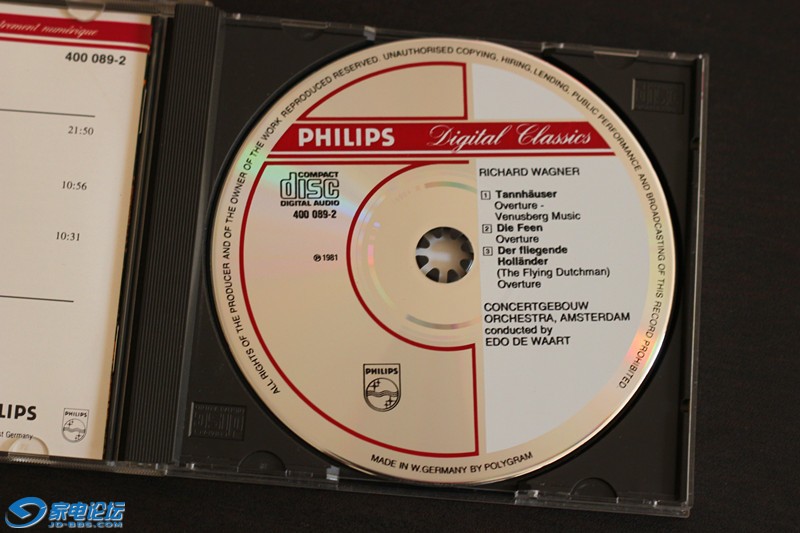 trement numérique
400 089-2
21:50
10:56
10:31
LIPS
PHILIPS
st Germany
ALL RIGHTS OF THE PRODUCER AND OF THE OWNER OF THE WORK REPRODUCED RESERVED. UNAUTHORISED COPYING, HIRING, LENDING, PUBLIC PERFORMANCE AND BROADCASTING OF THIS RECORD PROHIBITED
PHILIPS Digital Classics
COMPACT
disc
DIGITAL AUDIO
400 089-2
℗ 1981
PHILIPS
RICHARD WAGNER
1 Tannhäuser
Overture -
Venusberg Music
2 Die Feen
Overture
3 Der fliegende
Holländer
(The Flying Dutchman)
Overture
CONCERTGEBOUW
ORCHESTRA, AMSTERDAM
conducted by
EDO DE WAART
MADE IN W.GERMANY BY POLYGRAM
家电论坛
JD-BBS.COM